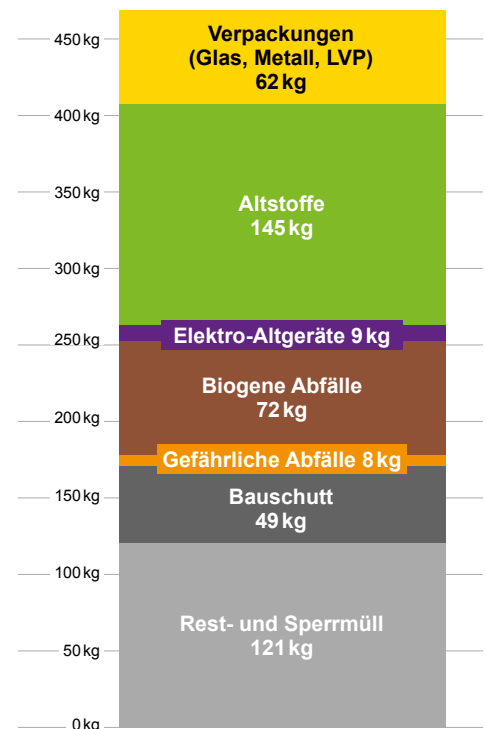 450 kg
400 kg
350 kg
300 kg
250 kg
200 kg
150 kg
100 kg
50 kg
0 kg
Verpackungen
(Glas, Metall, LVP)
62 kg
Altstoffe
145 kg
Elektro-Altgeräte 9 kg
Biogene Abfälle
72 kg
Gefährliche Abfälle 8 kg
Bauschutt
49 kg
Rest- und Sperrmüll
121 kg